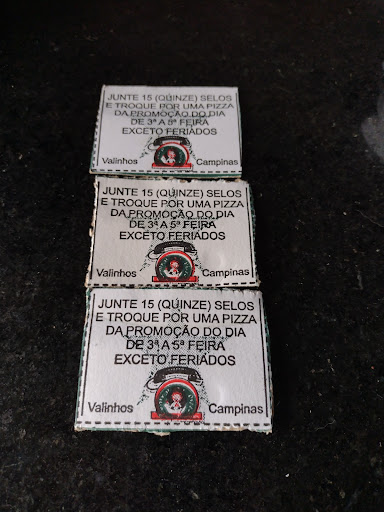 JUNTE 15 (QUINZE) SELOS
E TROQUE POR UMA PIZZA
DA PROMOÇÃO DO DIA
DE 3ª A 5ª FEIRA
EXCETO FERIADOS
Valinhos Campinas
JUNTE 15 (QUINZE) SELOS
E TROQUE POR UMA PIZZA
DA PROMOÇÃO DO DIA
DE 3ª A 5ª FEIRA
EXCETO FERIADOS
Valinhos Campinas
JUNTE 15 (QUINZE) SELOS
E TROQUE POR UMA PIZZA
DA PROMOÇÃO DO DIA
DE 3ª A 5ª FEIRA
EXCETO FERIADOS
Valinhos Campinas